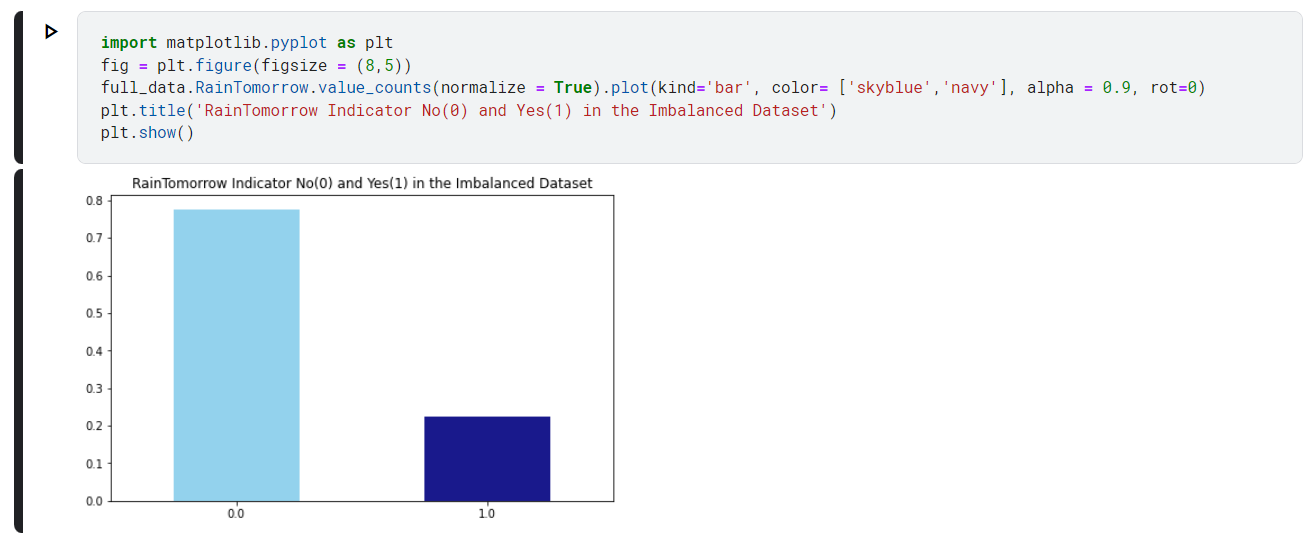 import matplotlib.pyplot as plt
fig = plt.figure(figsize = (8,5))
full_data.RainTomorrow.value_counts(normalize = True).plot(kind='bar', color= ['skyblue','navy'], alpha = 0.9, rot=0)
plt.title('RainTomorrow Indicator No(0) and Yes(1) in the Imbalanced Dataset')
plt.show()
RainTomorrow Indicator No(0) and Yes(1) in the Imbalanced Dataset
0.8
0.7
0.6
0.5
0.4
0.3
0.2
0.1
0.0
0.0 1.0